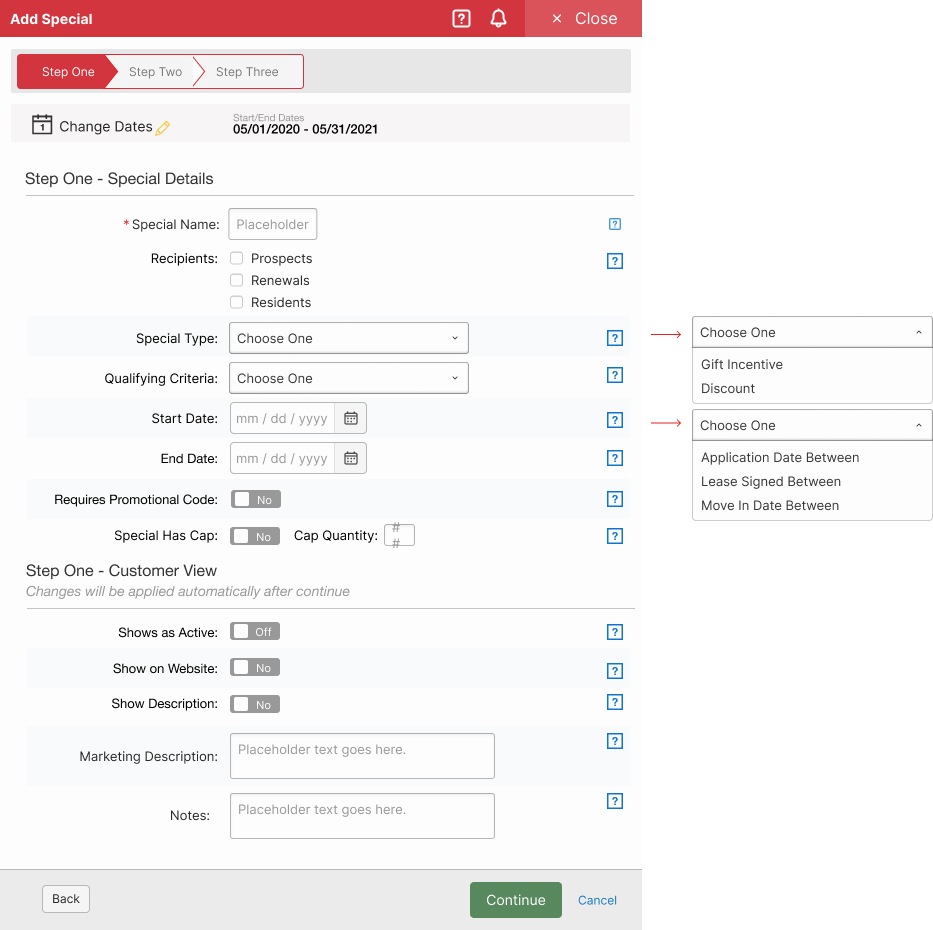 Add Special
? × Close
Step One Step Two Step Three
1 Change Dates
Start/End Dates
05/01/2020 - 05/31/2021
Step One - Special Details
* Special Name: Placeholder ?
Recipients: Prospects ?
Renewals
Residents
Special Type: Choose One ?
Qualifying Criteria: Choose One ?
Start Date: mm / dd / yyyy ?
End Date: mm / dd / yyyy ?
Requires Promotional Code: No ?
Special Has Cap: No Cap Quantity: # # ?
Step One - Customer View
Changes will be applied automatically after continue
Shows as Active: Off ?
Show on Website: No ?
Show Description: No ?
Marketing Description: Placeholder text goes here. ?
Notes: Placeholder text goes here. ?
Back Continue Cancel
Choose One
Gift Incentive
Discount
Choose One
Application Date Between
Lease Signed Between
Move In Date Between